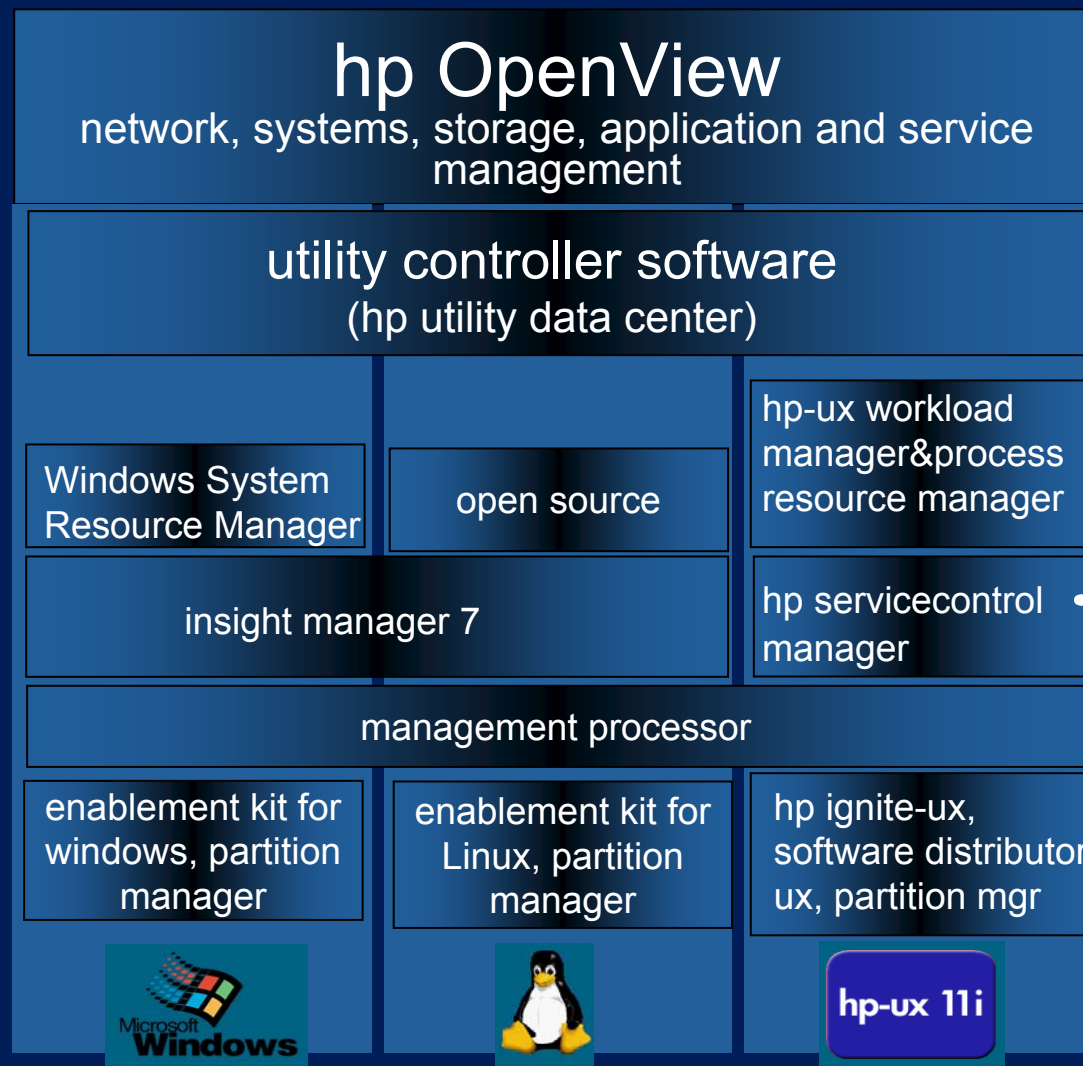 hp OpenView
network, systems, storage, application and service
management
utility controller software
(hp utility data center)
Windows System
Resource Manager
open source
hp-ux workload
manager&process
resource manager
insight manager 7
hp servicecontrol
manager
management processor
enablement kit for
windows, partition
manager
enablement kit for
Linux, partition
manager
hp ignite-ux,
software distributor
ux, partition mgr
Microsoft
Windows
hp-ux 11i